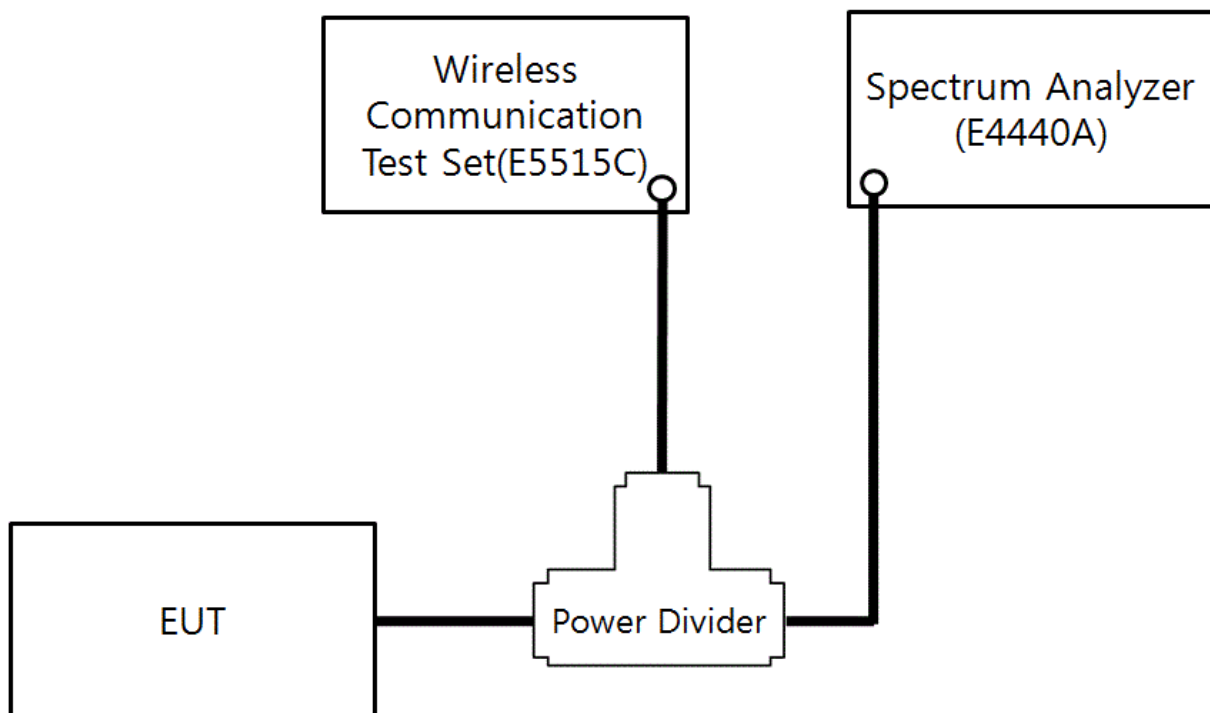 Wireless
Communication
Test Set(E5515C)
Spectrum Analyzer
(E4440A)
EUT
Power Divider